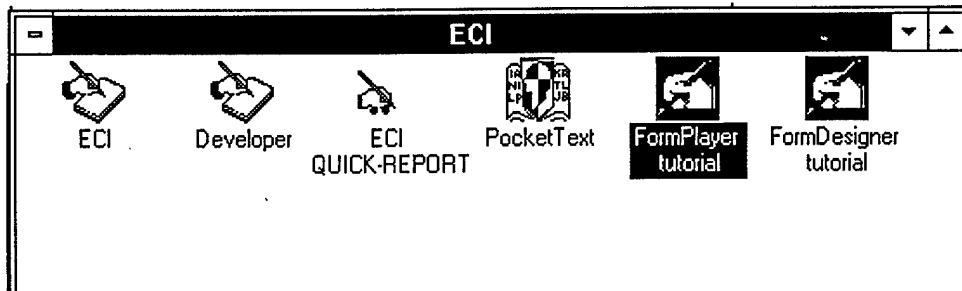 ECI
ECI Developer ECI PocketText FormPlayer FormDesigner
QUICK-REPORT tutorial tutorial